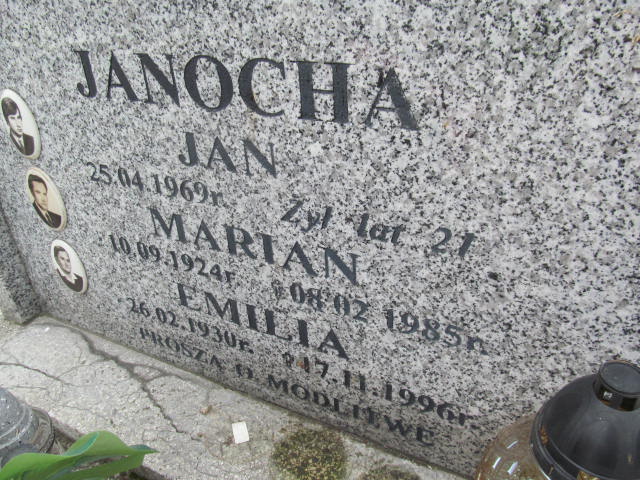 JANOCHA
JAN
25.04.1969r. Żył lat 21
MARIAN
10.09.1924r. †08.02 1985r.
EMILIA
26.02.1930r. †17.11.1996r.
PROSZĄ O MODLITWĘ